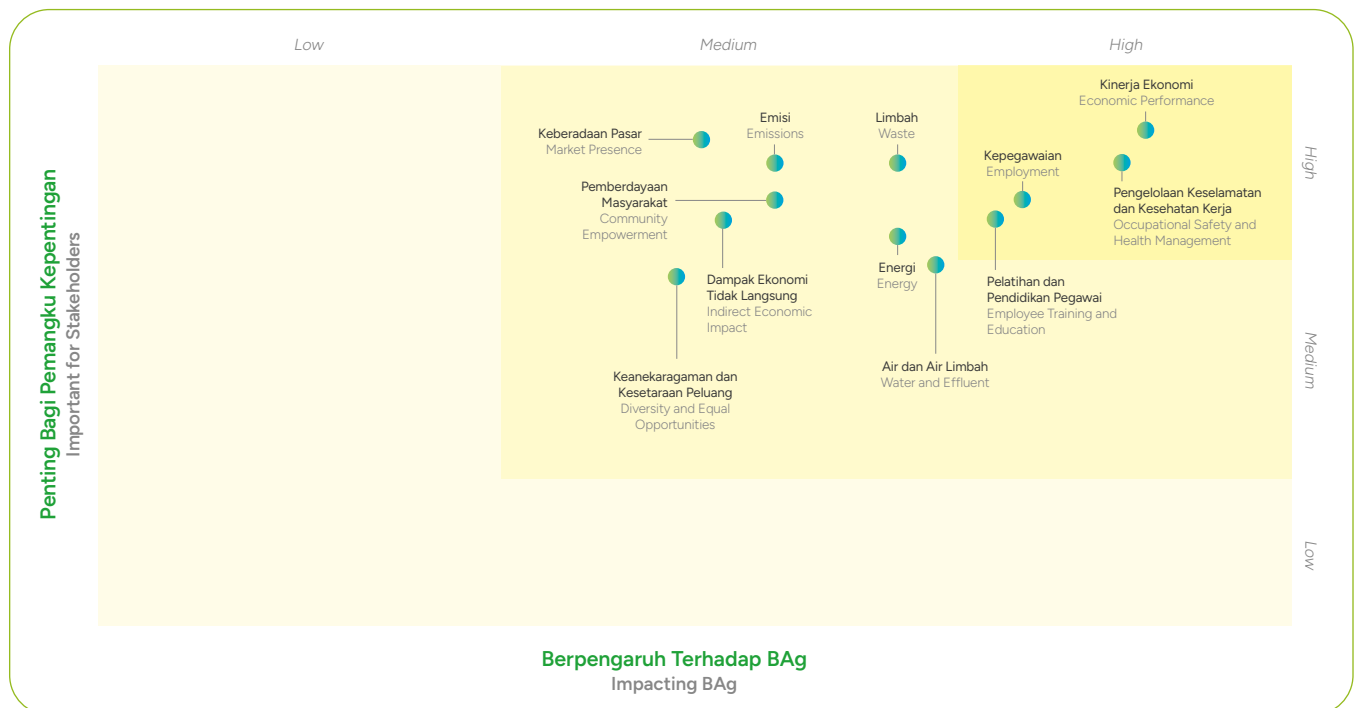 Low
Medium
High
Kinerja Ekonomi
Economic Performance
Emisi
Emissions
Limbah
Waste
Keberadaan Pasar
Market Presence
Kepegawaian
Employment
High
Pemberdayaan
Masyarakat
Community
Empowerment
Pengelolaan Keselamatan
dan Kesehatan Kerja
Occupational Safety and
Health Management
Dampak Ekonomi
Tidak Langsung
Indirect Economic
Impact
Energi
Energy
Pelatihan dan
Pendidikan Pegawai
Employee Training and
Education
Keanekaragaman dan
Kesetaraan Peluang
Diversity and Equal
Opportunities
Air dan Air Limbah
Water and Effluent
Medium
Low
Penting Bagi Pemangku Kepentingan
Important for Stakeholders
Berpengaruh Terhadap BAg
Impacting BAg